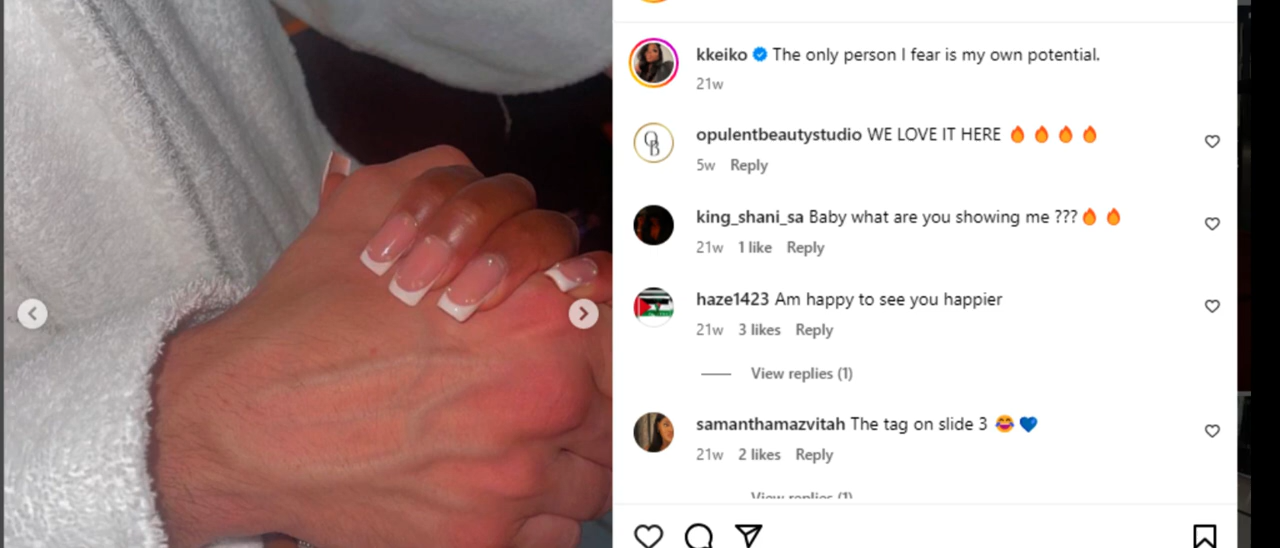 kkeiko The only person I fear is my own potential.
21w
opulentbeautystudio WE LOVE IT HERE 🔥 🔥 🔥 🔥
5w Reply
king_shani_sa Baby what are you showing me ???🔥 🔥
21w 1 like Reply
haze1423 Am happy to see you happier
21w 3 likes Reply
View replies (1)
samanthamazvitah The tag on slide 3 😂 💙
21w 2 likes Reply
View replies (1)